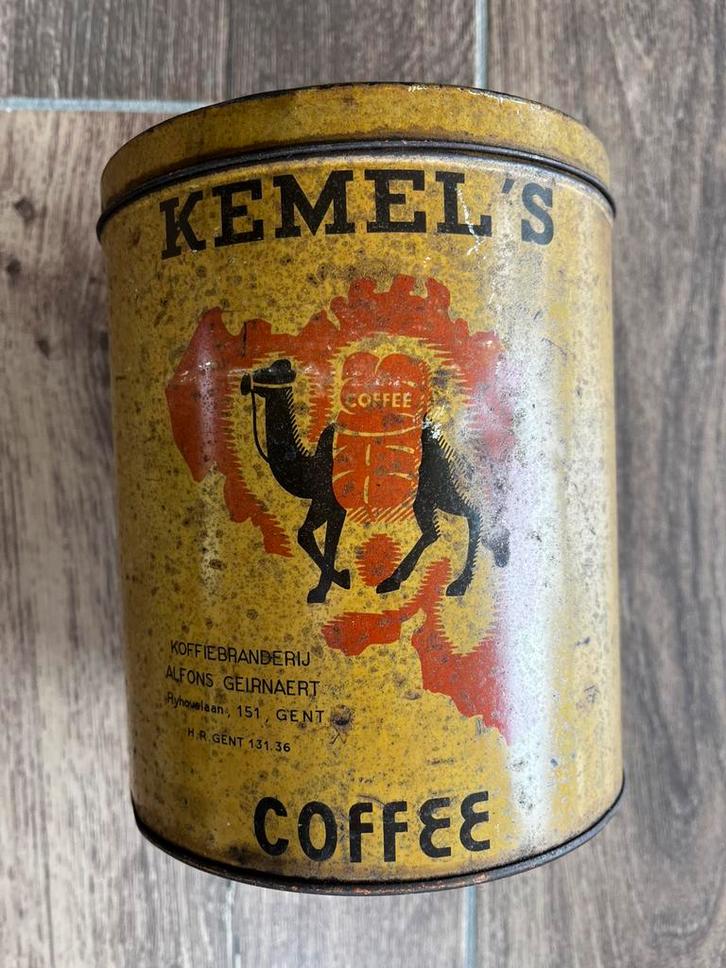 KEMEL'S
COFFEE
KOFFIEBRANDERIJ
ALFONS GEIRNAERT
Ryhovelaan, 151, GENT
H.R. GENT 131.36
COFFEE